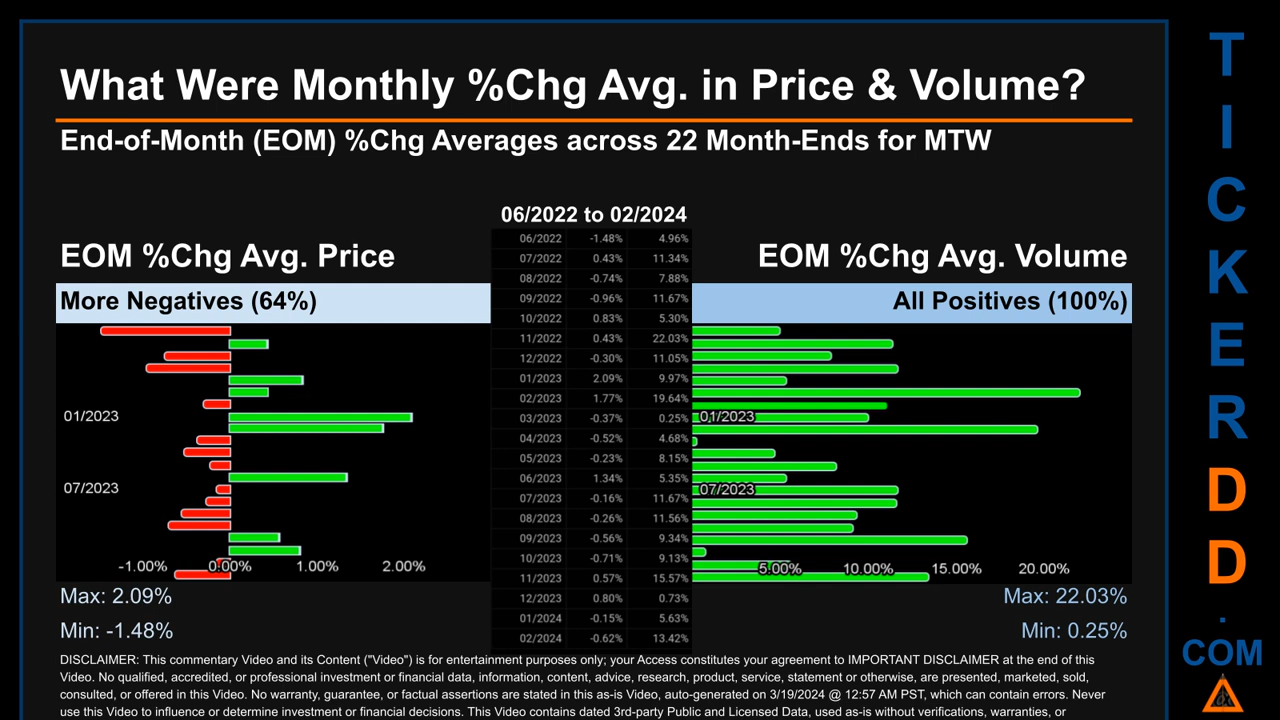 What Were Monthly %Chg Avg. in Price & Volume?
End-of-Month (EOM) %Chg Averages across 22 Month-Ends for MTW
06/2022 to 02/2024
EOM %Chg Avg. Price
More Negatives (64%)
01/2023
07/2023
-1.00% 0:00% 1.00% 2.00%
Max: 2.09%
Min: -1.48%
06/2022 -1.48% 4.96%
07/2022 0.43% 11.34%
08/2022 -0.74% 7.88%
09/2022 -0.96% 11.67%
10/2022 0.83% 5.30%
11/2022 0.43% 22.03%
12/2022 -0.30% 11.05%
01/2023 2.09% 9.97%
02/2023 1.77% 19.64%
03/2023 -0.37% 0.25%
04/2023 -0.52% 4.68%
05/2023 -0.23% 8.15%
06/2023 1.34% 5.35%
07/2023 -0.16% 11.67%
08/2023 -0.26% 11.56%
09/2023 -0.56% 9.34%
10/2023 -0.71% 9.13%
11/2023 0.57% 15.57%
12/2023 0.80% 0.73%
01/2024 -0.15% 5.63%
02/2024 -0.62% 13.42%
EOM %Chg Avg. Volume
All Positives (100%)
01/2023
07/2023
5.00% 10.00% 15.00% 20.00%
Max: 22.03%
Min: 0.25%
DISCLAIMER: This commentary Video and its Content ("Video") is for entertainment purposes only; your Access constitutes your agreement to IMPORTANT DISCLAIMER at the end of this
Video. No qualified, accredited, or professional investment or financial data, information, content, advice, research, product, service, statement or otherwise, are presented, marketed, sold,
consulted, or offered in this Video. No warranty, guarantee, or factual assertions are stated in this as-is Video, auto-generated on 3/19/2024 @ 12:57 AM PST, which can contain errors. Never
use this Video to influence or determine investment or financial decisions. This Video contains dated 3rd-party Public and Licensed Data, used as-is without verifications, warranties, or
T
I
C
K
E
R
D
D
.
COM